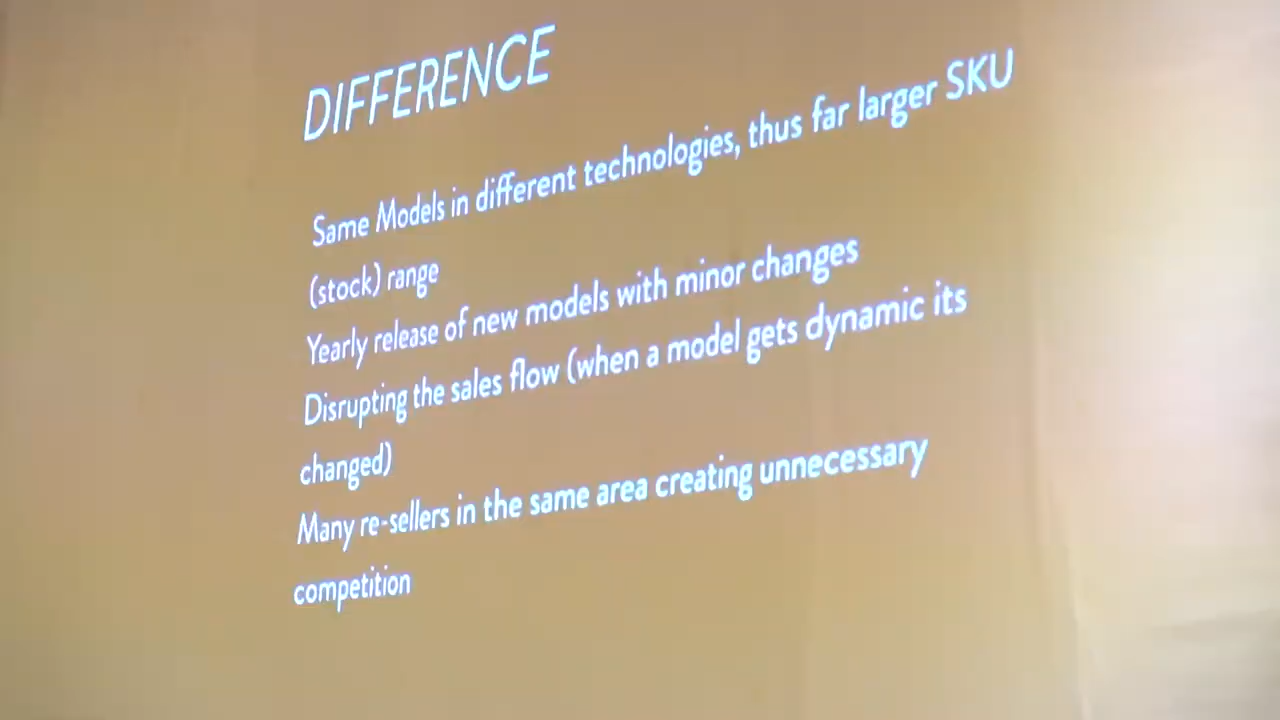 DIFFERENCE
Same Models in different technologies, thus far larger SKU
(stock) range
Yearly release of new models with minor changes
Disrupting the sales flow (when a model gets dynamic its
changed)
Many re-sellers in the same area creating unnecessary
competition